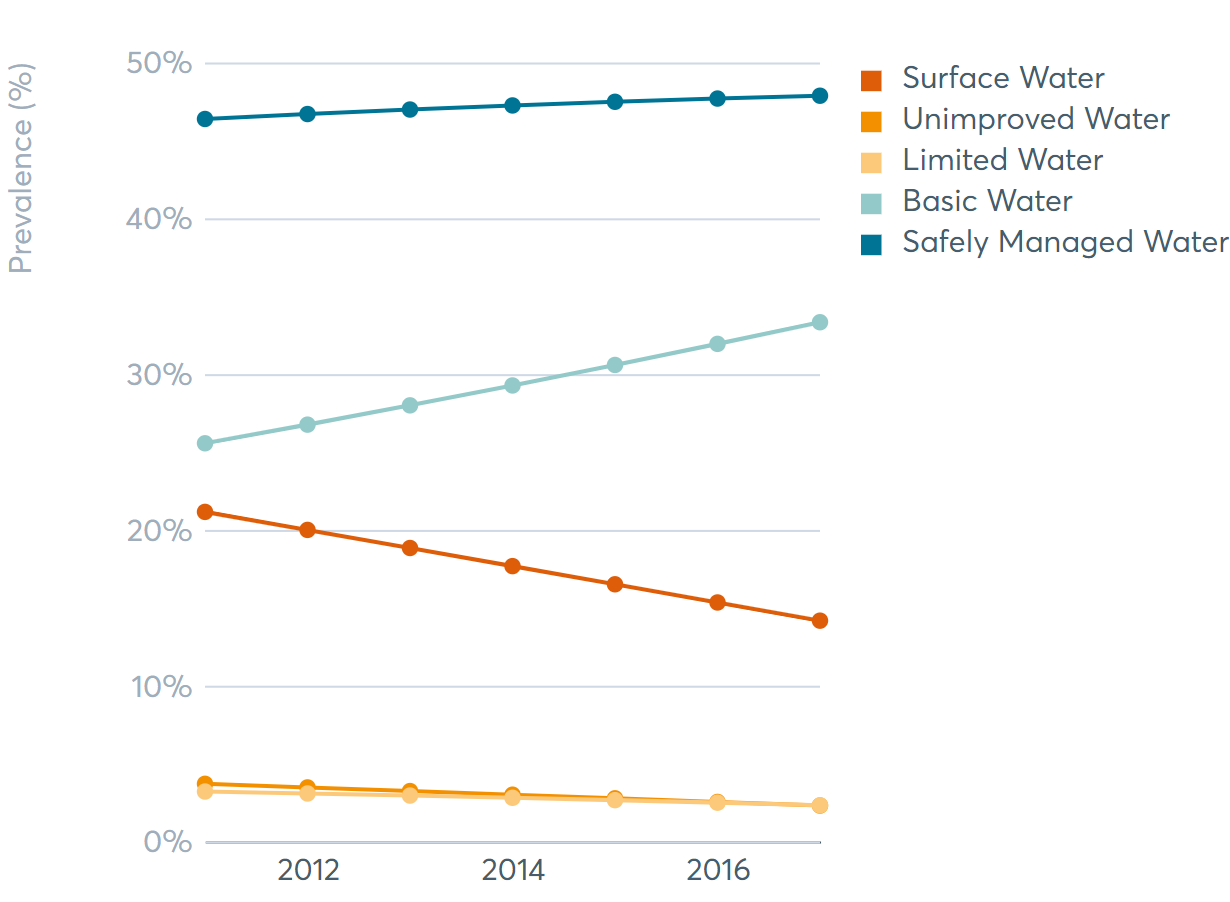 Prevalence (%)
50%
40%
30%
20%
10%
0%
2012
2014
2016
Surface Water
Unimproved Water
Limited Water
Basic Water
Safely Managed Water